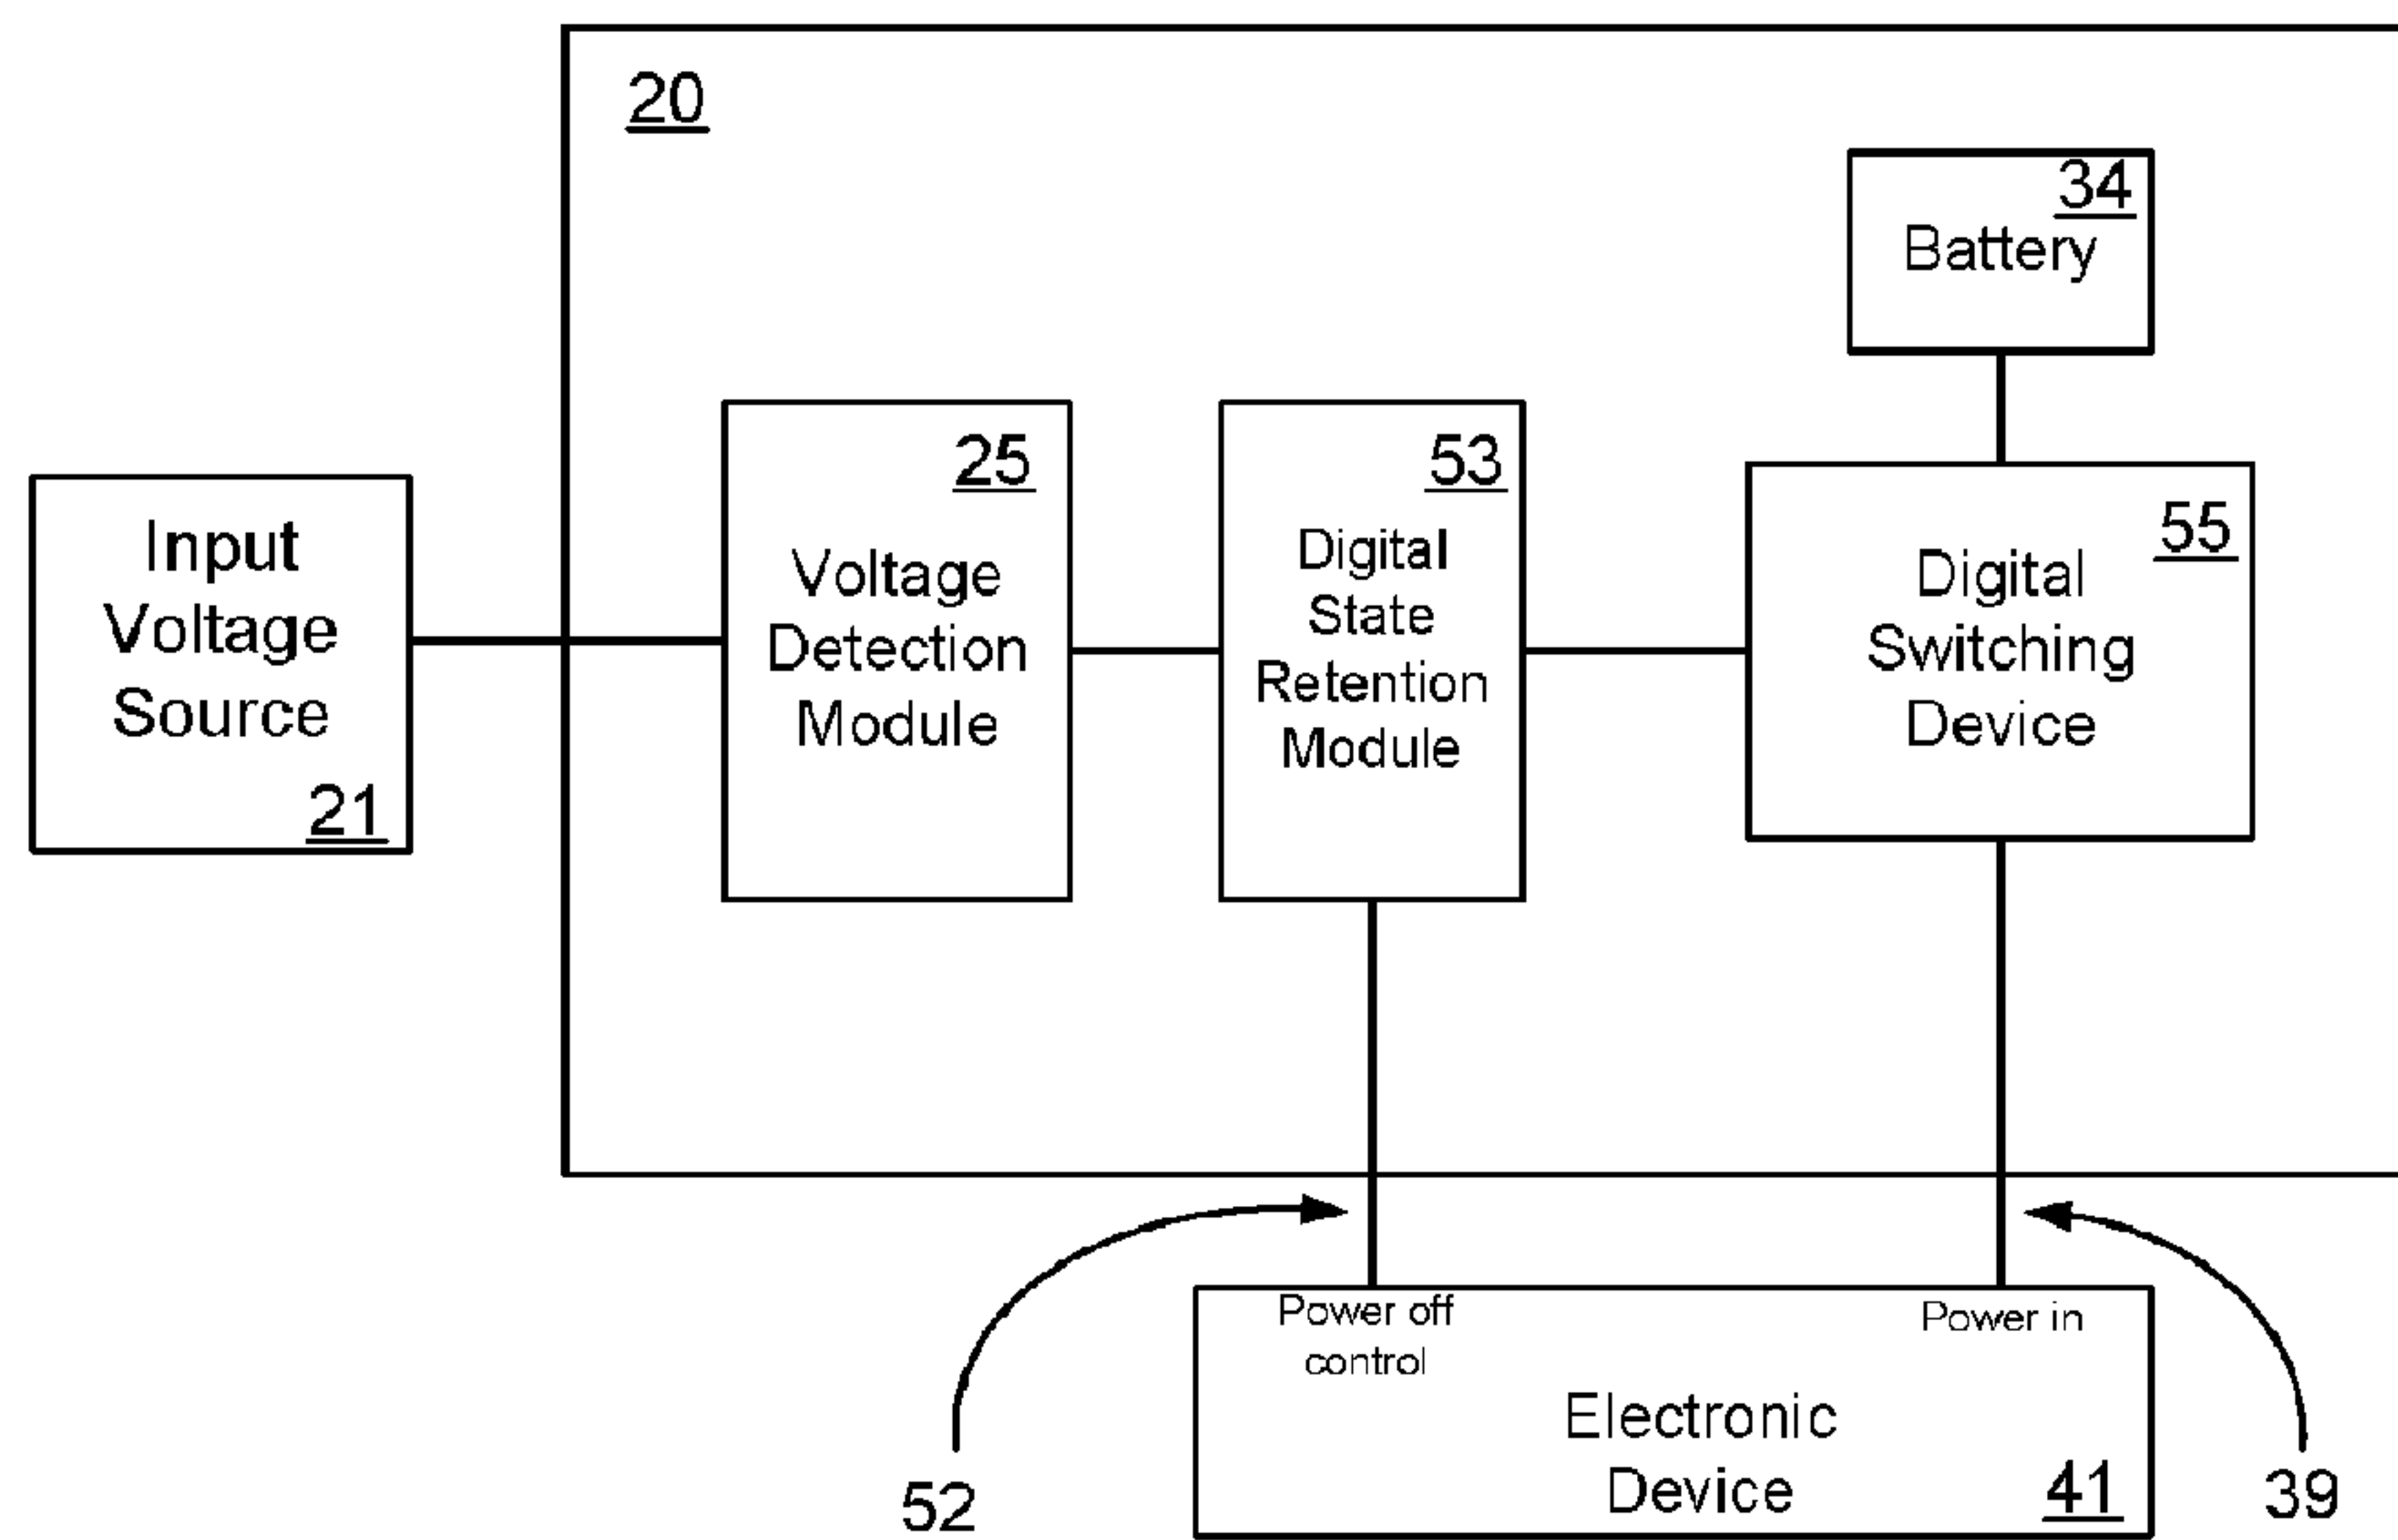 20
34
Battery
Input
Voltage
Source
21
25
Voltage
Detection
Module
53
Digital
State
Retention
Module
55
Digital
Switching
Device
Power off
control
Power in
Electronic
Device
41
52
39